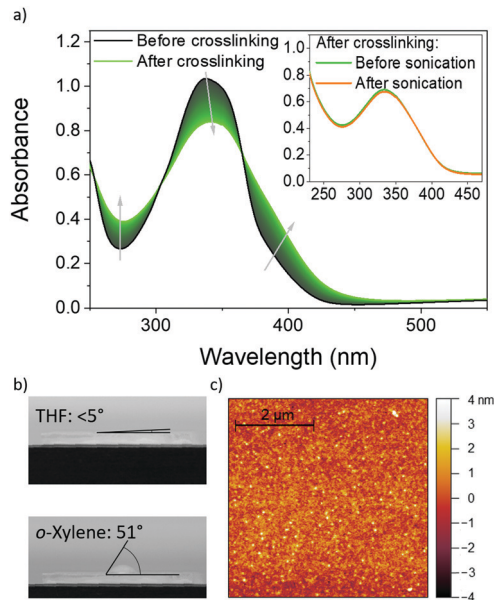 a)
1.2
1.0
0.8
0.6
0.4
0.2
0.0
Absorbance
Before crosslinking
After crosslinking
After crosslinking:
Before sonication
After sonication
1.0
0.8
0.6
0.4
0.2
0.0
250 300 350 400 450
300 400 500
Wavelength (nm)
b)
THF: <5°
o-Xylene: 51°
c)
2 µm
4 nm
3
2
1
0
−1
−2
−3
−4